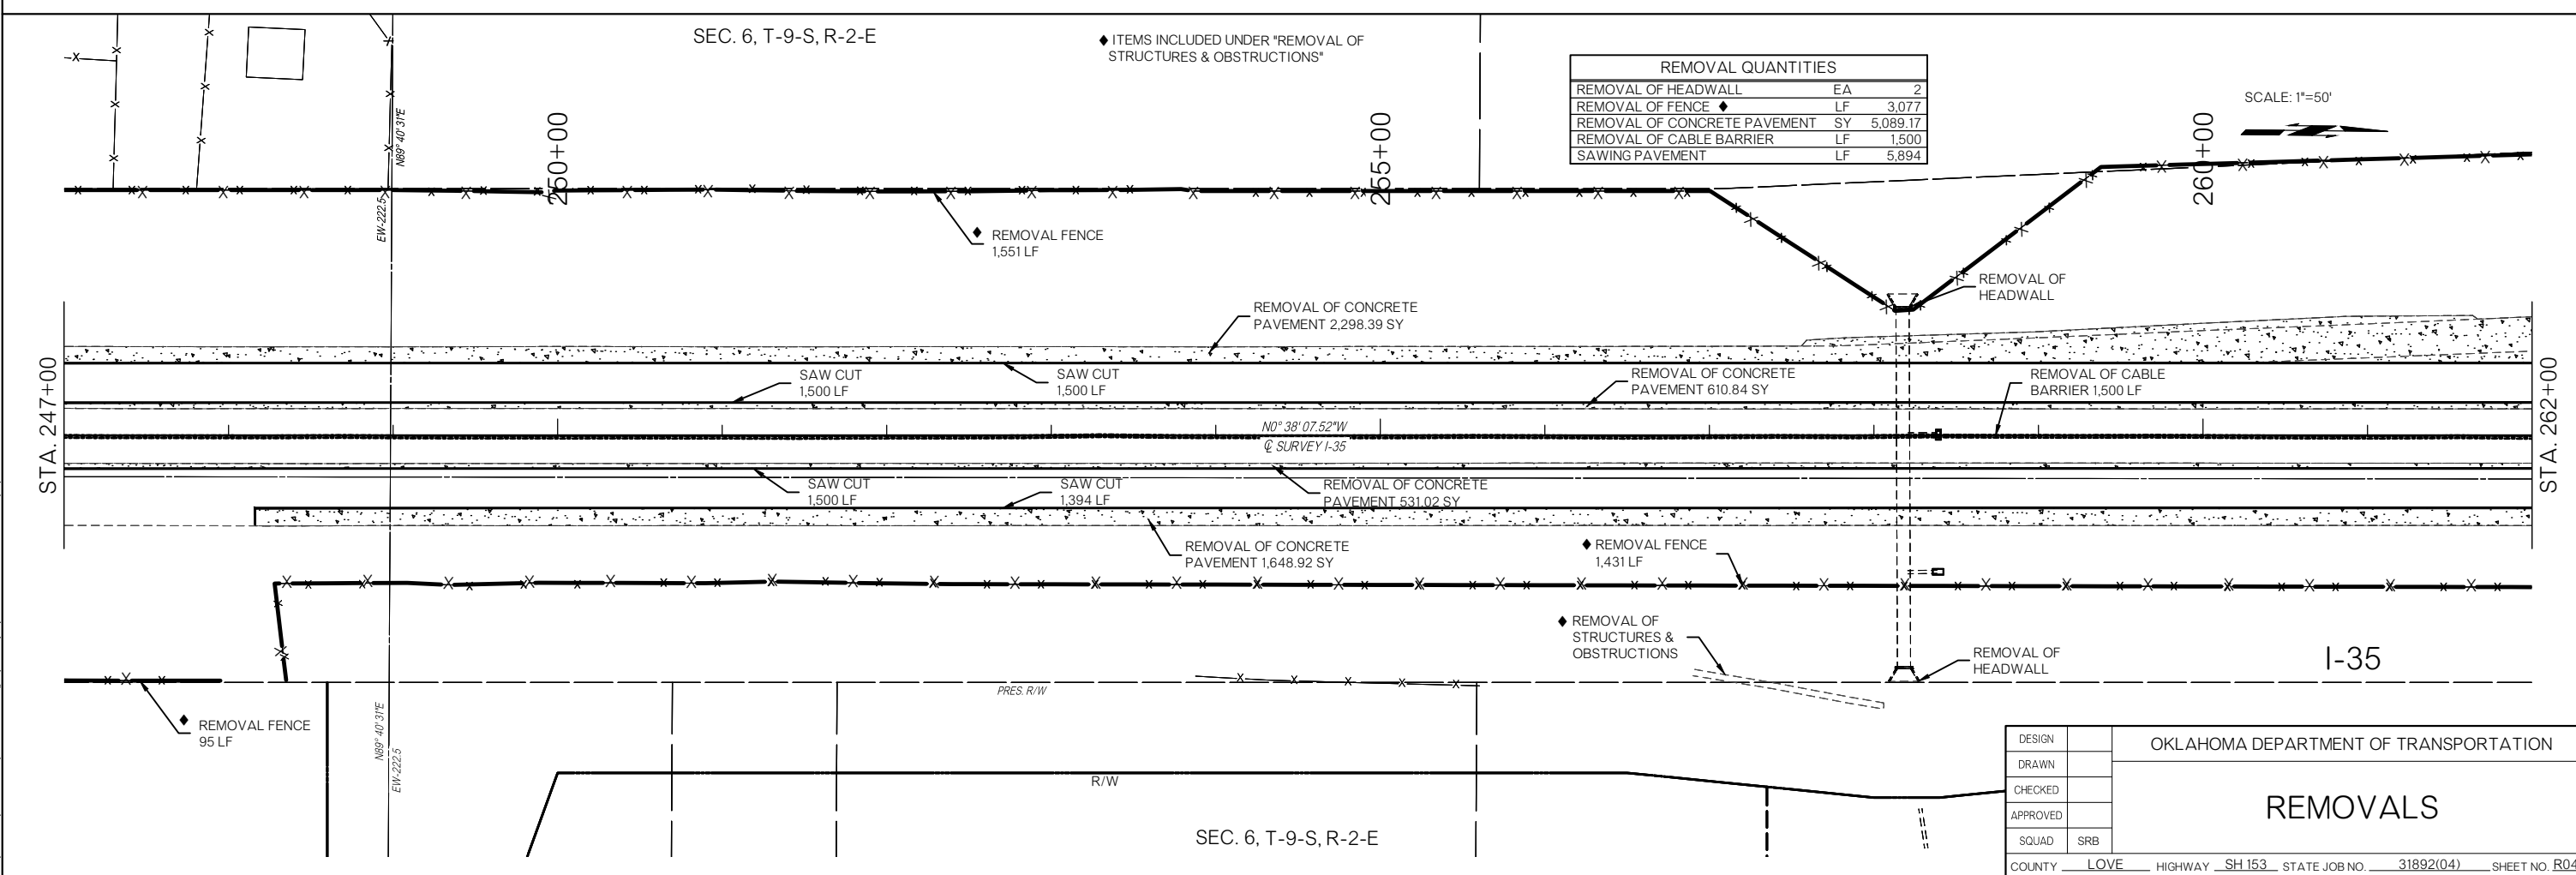 SEC. 6, T-9-S, R-2-E
♦ ITEMS INCLUDED UNDER "REMOVAL OF
STRUCTURES & OBSTRUCTIONS"
REMOVAL QUANTITIES
REMOVAL OF HEADWALL EA 2
REMOVAL OF FENCE ♦ LF 3,077
REMOVAL OF CONCRETE PAVEMENT SY 5,089.17
REMOVAL OF CABLE BARRIER LF 1,500
SAWING PAVEMENT LF 5,894
SCALE: 1"=50'
N89° 40' 31"E
EW-222.5
250+00
255+00
260+00
♦ REMOVAL FENCE
1,551 LF
REMOVAL OF
HEADWALL
REMOVAL OF CONCRETE
PAVEMENT 2,298.39 SY
STA. 247+00
SAW CUT
1,500 LF
SAW CUT
1,500 LF
REMOVAL OF CONCRETE
PAVEMENT 610.84 SY
REMOVAL OF CABLE
BARRIER 1,500 LF
STA. 262+00
N0° 38' 07.52"W
℄ SURVEY I-35
SAW CUT
1,500 LF
SAW CUT
1,394 LF
REMOVAL OF CONCRETE
PAVEMENT 531.02 SY
REMOVAL OF CONCRETE
PAVEMENT 1,648.92 SY
♦ REMOVAL FENCE
1,431 LF
♦ REMOVAL OF
STRUCTURES &
OBSTRUCTIONS
REMOVAL OF
HEADWALL
I-35
PRES. R/W
♦ REMOVAL FENCE
95 LF
N89° 40' 31"E
EW-222.5
R/W
SEC. 6, T-9-S, R-2-E
DESIGN
DRAWN
CHECKED
APPROVED
SQUAD SRB
OKLAHOMA DEPARTMENT OF TRANSPORTATION
REMOVALS
COUNTY LOVE HIGHWAY SH 153 STATE JOB NO. 31892(04) SHEET NO. R04